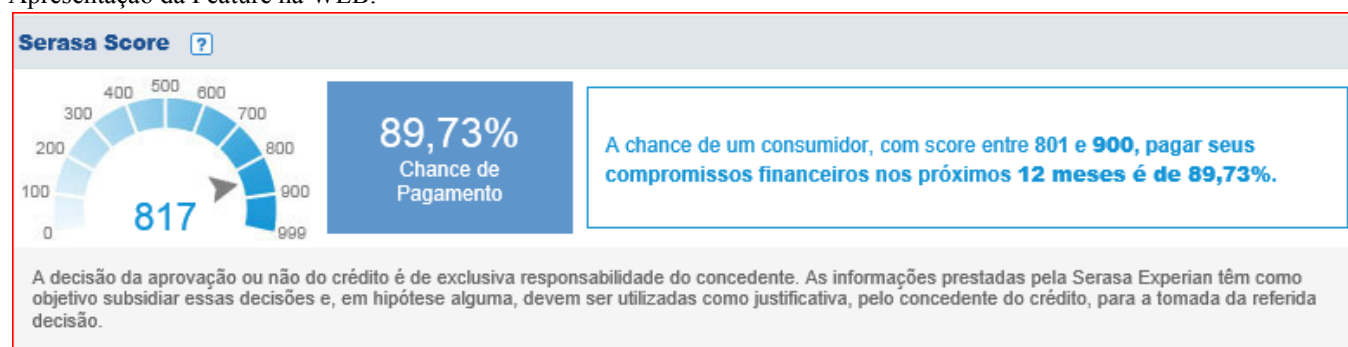 Apresentação da Feature na WEB:
Serasa Score ?
400 500 600
300 700
200 800
100 900
0 817 999
89,73%
Chance de
Pagamento
A chance de um consumidor, com score entre 801 e 900, pagar seus
compromissos financeiros nos próximos 12 meses é de 89,73%.
A decisão da aprovação ou não do crédito é de exclusiva responsabilidade do concedente. As informações prestadas pela Serasa Experian têm como
objetivo subsidiar essas decisões e, em hipótese alguma, devem ser utilizadas como justificativa, pelo concedente do crédito, para a tomada da referida
decisão.